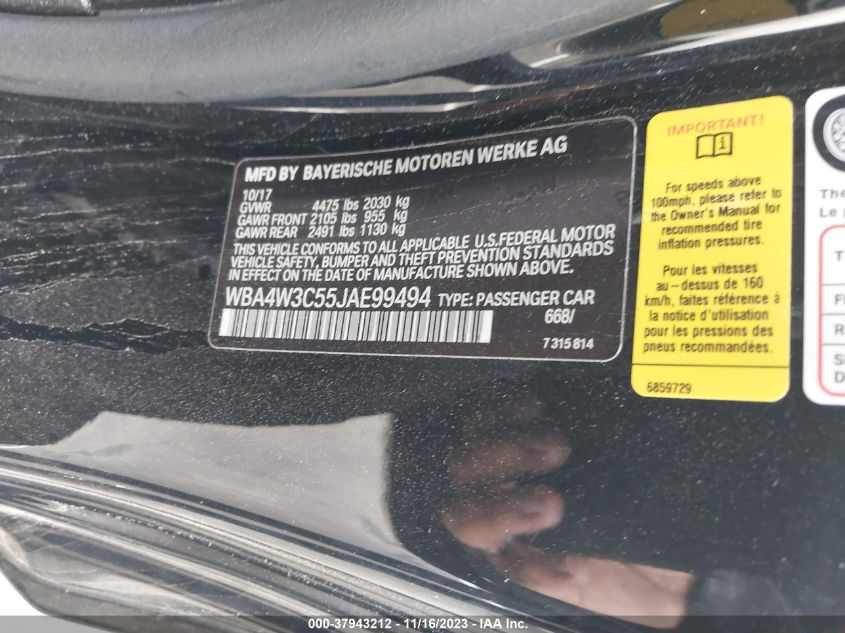 MFD BY BAYERISCHE MOTOREN WERKE AG
10/17
GVWR 4475 lbs 2030 kg
GAWR FRONT 2105 lbs 955 kg
GAWR REAR 2491 lbs 1130 kg
THIS VEHICLE CONFORMS TO ALL APPLICABLE U.S.FEDERAL MOTOR
VEHICLE SAFETY, BUMPER AND THEFT PREVENTION STANDARDS
IN EFFECT ON THE DATE OF MANUFACTURE SHOWN ABOVE.
WBA4W3C55JAE99494 TYPE: PASSENGER CAR
668/
7315814
IMPORTANT!
For speeds above
100mph, please refer to
the Owner's Manual for
recommended tire
inflation pressures.
Pour les vitesses
au-dessus de 160
km/h, faites référence à
la notice d'utilisation
pour les pressions des
pneus recommandées.
6859729
The
Le
T
F
R
S
D
000-37943212 - 11/16/2023 - IAA Inc.